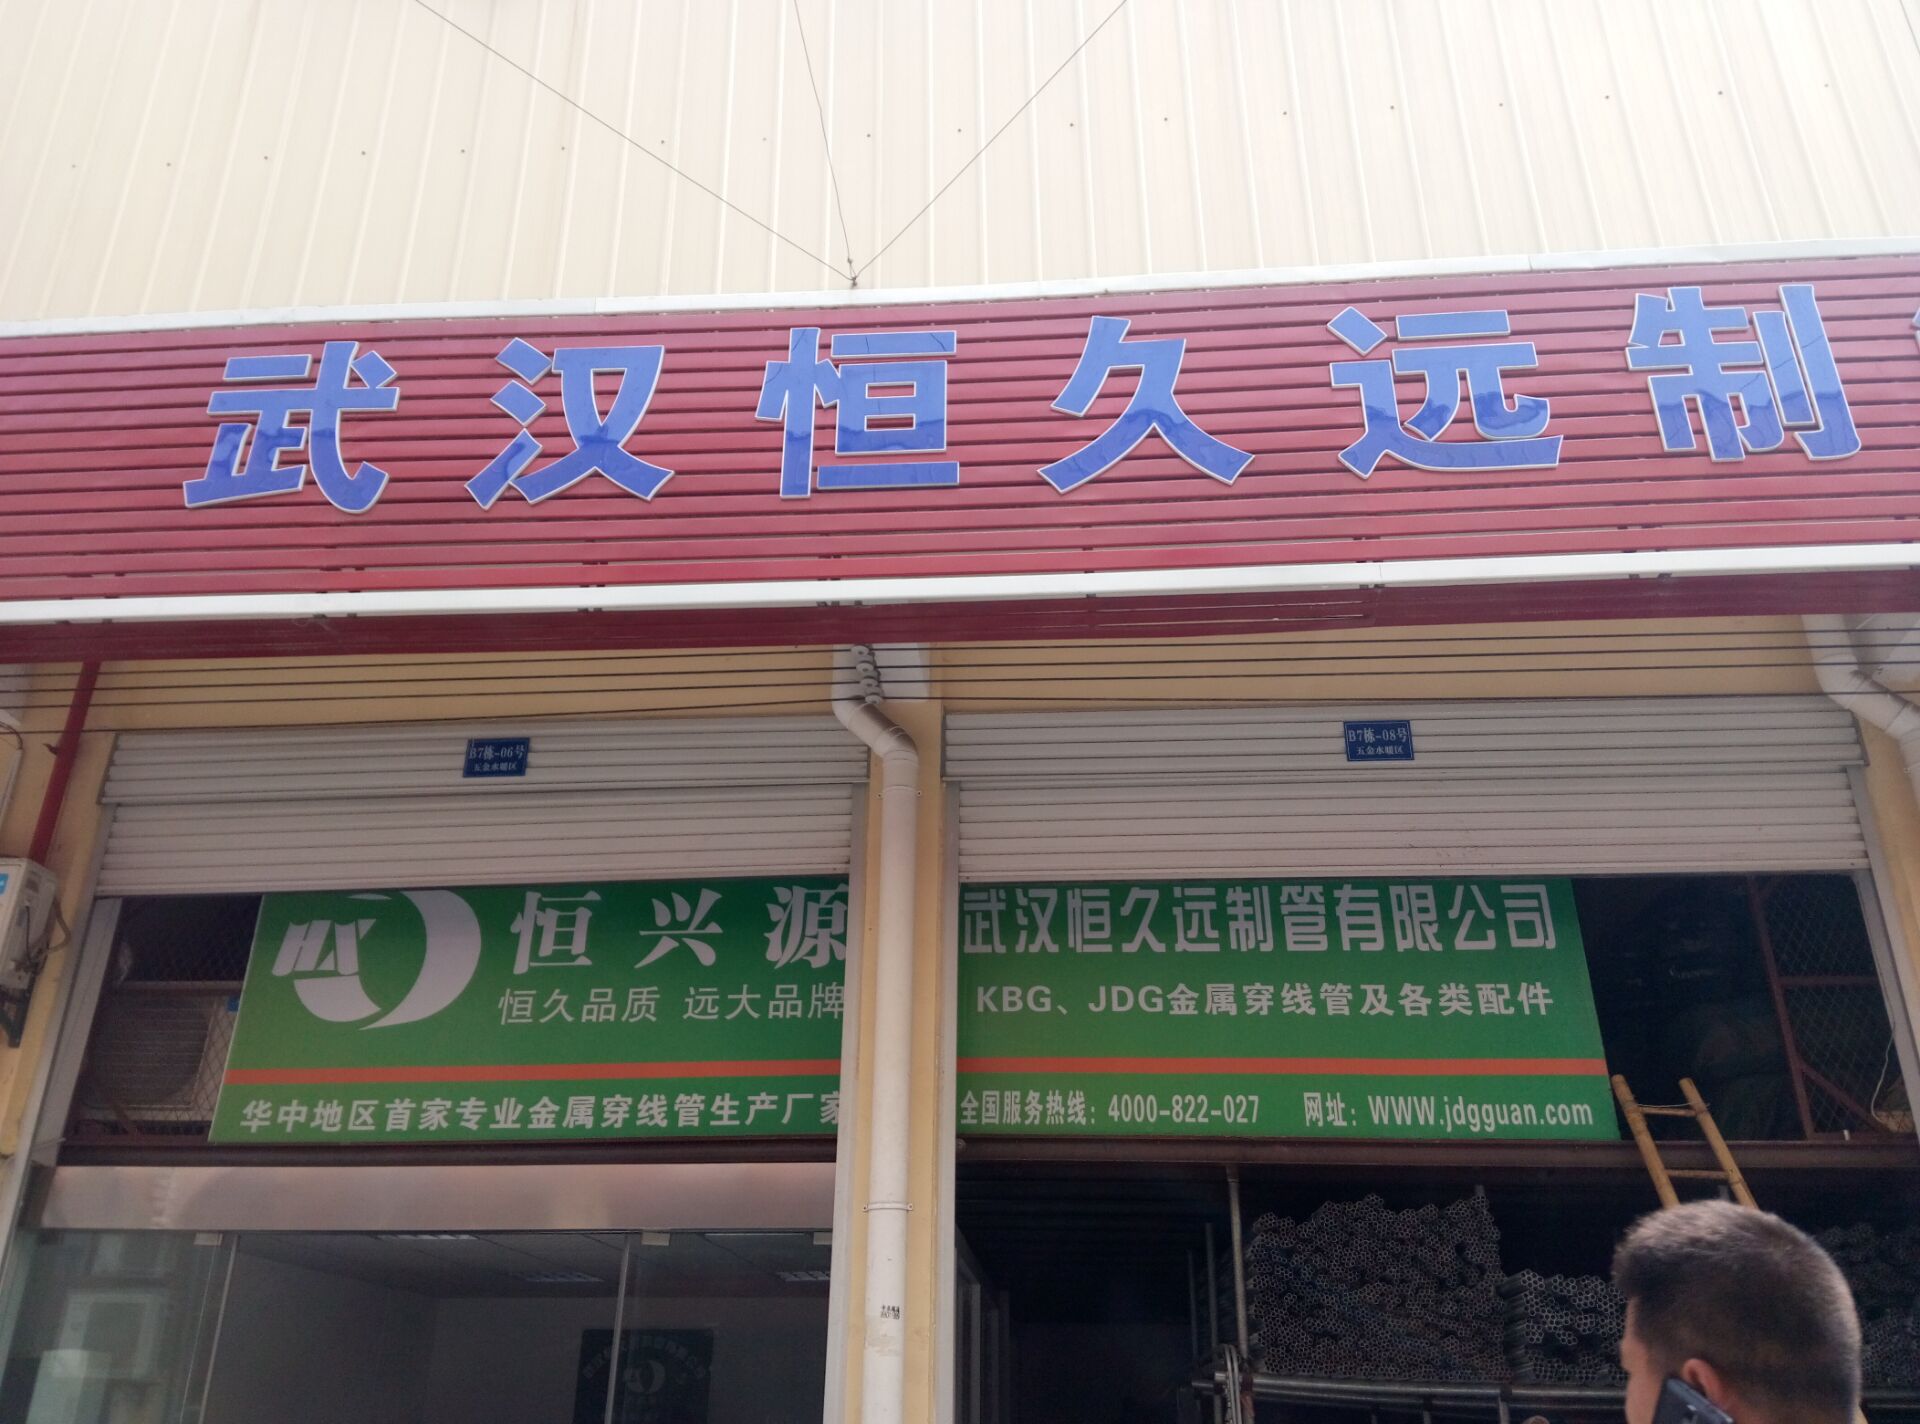 武汉恒久远制
B7栋-06号
五金水暖区
B7栋-08号
五金水暖区
HX
恒兴源
恒久品质 远大品牌
华中地区首家专业金属穿线管生产厂家
武汉恒久远制管有限公司
KBG、JDG金属穿线管及各类配件
全国服务热线：4000-822-027 网址：WWW.jdgguan.com